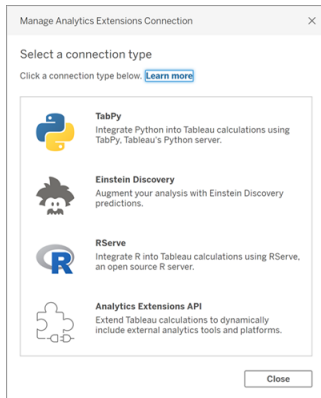 Manage Analytics Extensions Connection
Select a connection type
Click a connection type below. Learn more
TabPy
Integrate Python into Tableau calculations using
TabPy, Tableau's Python server.
Einstein Discovery
Augment your analysis with Einstein Discovery
predictions.
RServe
Integrate R into Tableau calculations using RServe,
an open source R server.
Analytics Extensions API
Extend Tableau calculations to dynamically
include external analytics tools and platforms.
Close